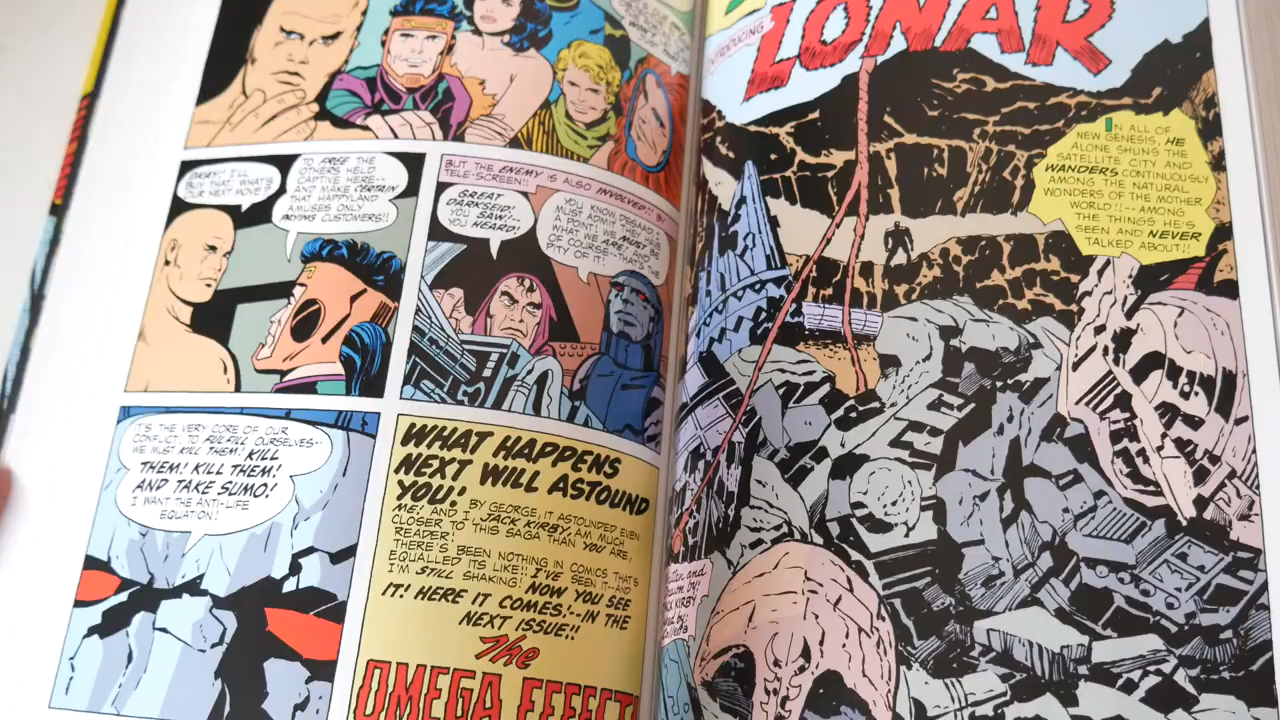 OKAY! I'LL
BUY THAT! WHAT'S
OUR NEXT MOVE?
TO FREE THE
OTHERS HELD
CAPTIVE HERE--
AND MAKE CERTAIN
THAT HAPPYLAND
AMUSES ONLY
PAYING CUSTOMERS!!
BUT THE ENEMY IS ALSO INVOLVED!! BY
TELE-SCREEN!!
GREAT
DARKSEID!
YOU SAW!--
YOU HEARD!
YOU KNOW DESAAD, I
MUST ADMIT THEY HAVE
A POINT! WE MUST BE
WHAT WE ARE! AND
OF COURSE--THAT'S THE
PITY OF IT!
IT'S THE VERY CORE OF OUR
CONFLICT. TO FULFILL OURSELVES--
WE MUST KILL THEM! KILL
THEM! KILL THEM!
AND TAKE SUMO!
I WANT THE ANTI-LIFE
EQUATION!
WHAT HAPPENS
NEXT WILL ASTOUND
YOU!
BY GEORGE, IT ASTOUNDED EVEN
ME! AND I, JACK KIRBY, AM MUCH
CLOSER TO THIS SAGA THAN YOU ARE,
READER!
THERE'S BEEN NOTHING IN COMICS THAT'S
EQUALLED ITS LIKE!! I'VE SEEN IT--AND
I'M STILL SHAKING! NOW YOU SEE
IT! HERE IT COMES!--IN THE
NEXT ISSUE!!
The
OMEGA EFFECT!
INTRODUCING
LONAR
IN ALL OF
NEW GENESIS, HE
ALONE SHUNS THE
SATELLITE CITY AND
WANDERS CONTINUOUSLY
AMONG THE NATURAL
WONDERS OF THE MOTHER
WORLD!!--AMONG
THE THINGS HE'S
SEEN AND NEVER
TALKED ABOUT!!
and
by:
KIRBY
by